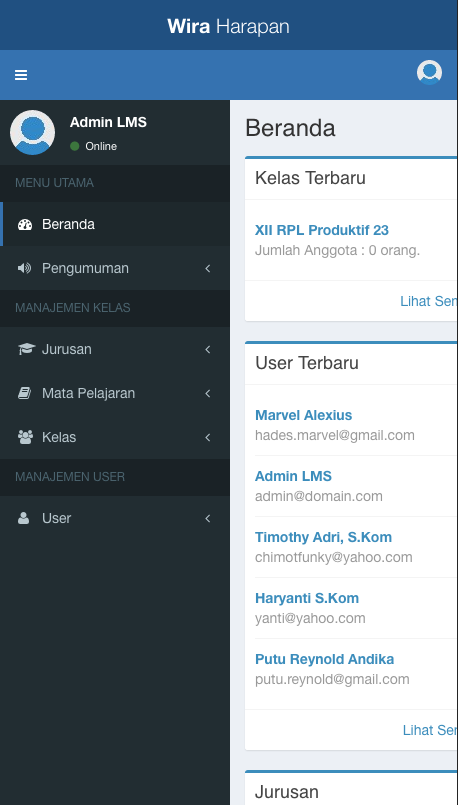 Wira Harapan
Admin LMS
Online
MENU UTAMA
Beranda
Pengumuman
MANAJEMEN KELAS
Jurusan
Mata Pelajaran
Kelas
MANAJEMEN USER
User
Beranda
Kelas Terbaru
XII RPL Produktif 23
Jumlah Anggota : 0 orang.
Lihat Sem
User Terbaru
Marvel Alexius
hades.marvel@gmail.com
Admin LMS
admin@domain.com
Timothy Adri, S.Kom
chimotfunky@yahoo.com
Haryanti S.Kom
yanti@yahoo.com
Putu Reynold Andika
putu.reynold@gmail.com
Lihat Sem
Jurusan